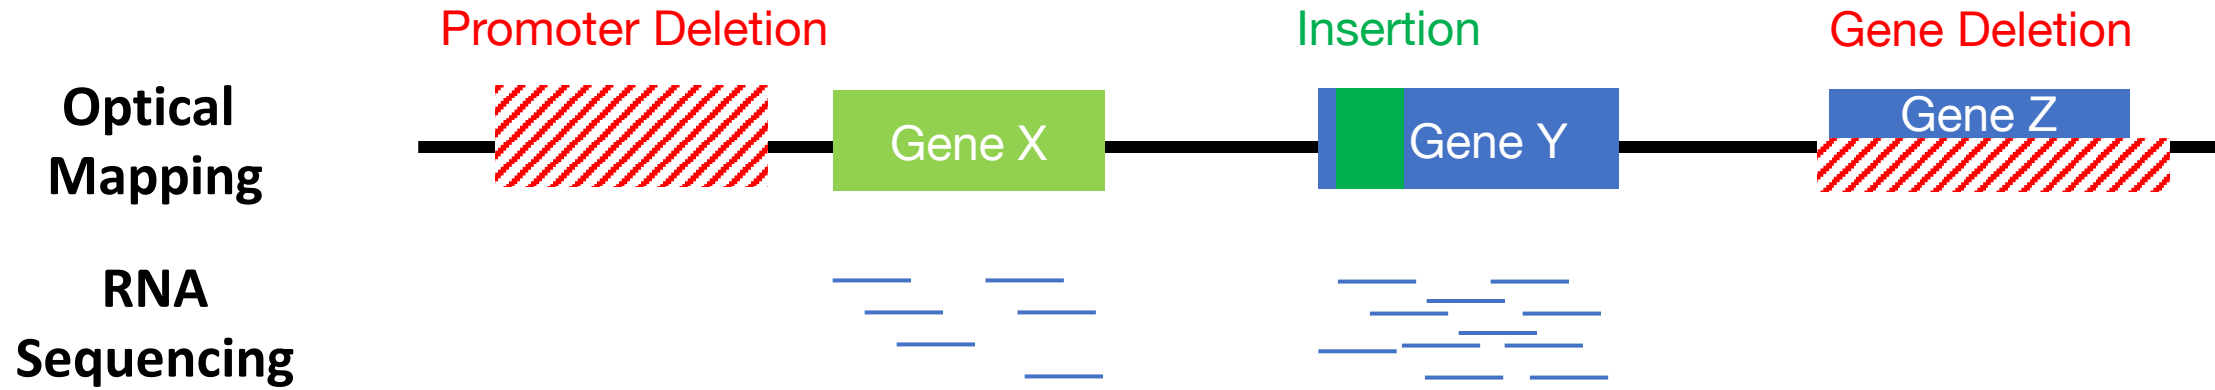 Promoter Deletion
Insertion
Gene Deletion
Optical
Mapping
Gene X
Gene Y
Gene Z
RNA
Sequencing